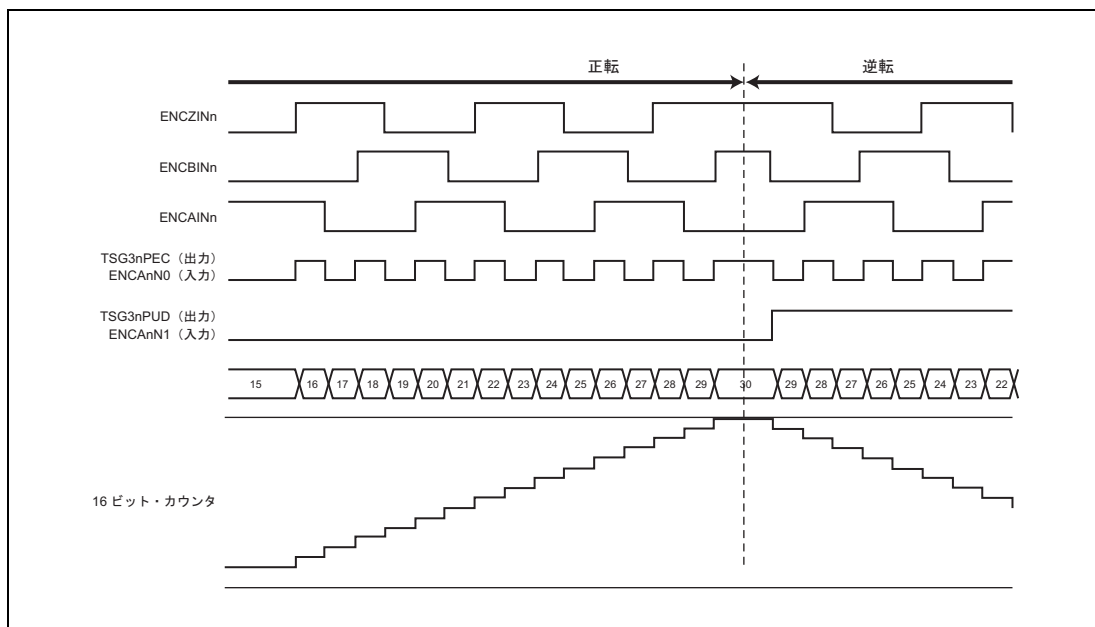 正転 逆転
ENCZINn
ENCBINn
ENCAINn
TSG3nPEC（出力）
ENCAnN0（入力）
TSG3nPUD（出力）
ENCAnN1（入力）
15 16 17 18 19 20 21 22 23 24 25 26 27 28 29 30 29 28 27 26 25 24 23 22
16 ビット・カウンタ